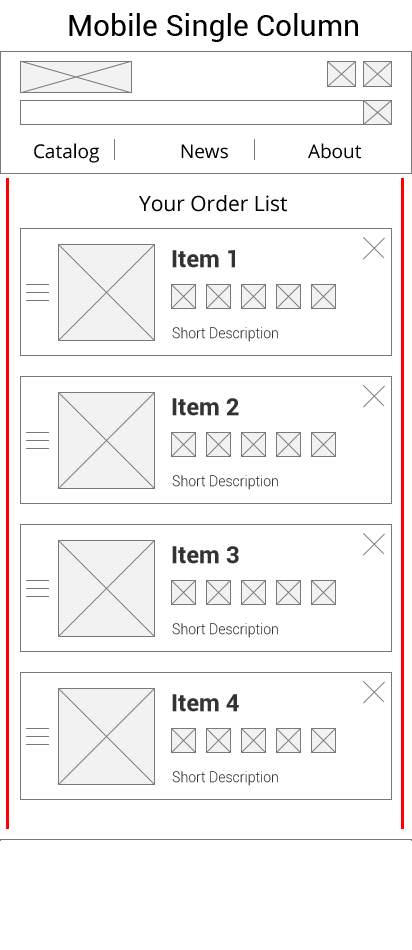 Mobile Single Column
Catalog News About
Your Order List
Item 1
Short Description
Item 2
Short Description
Item 3
Short Description
Item 4
Short Description